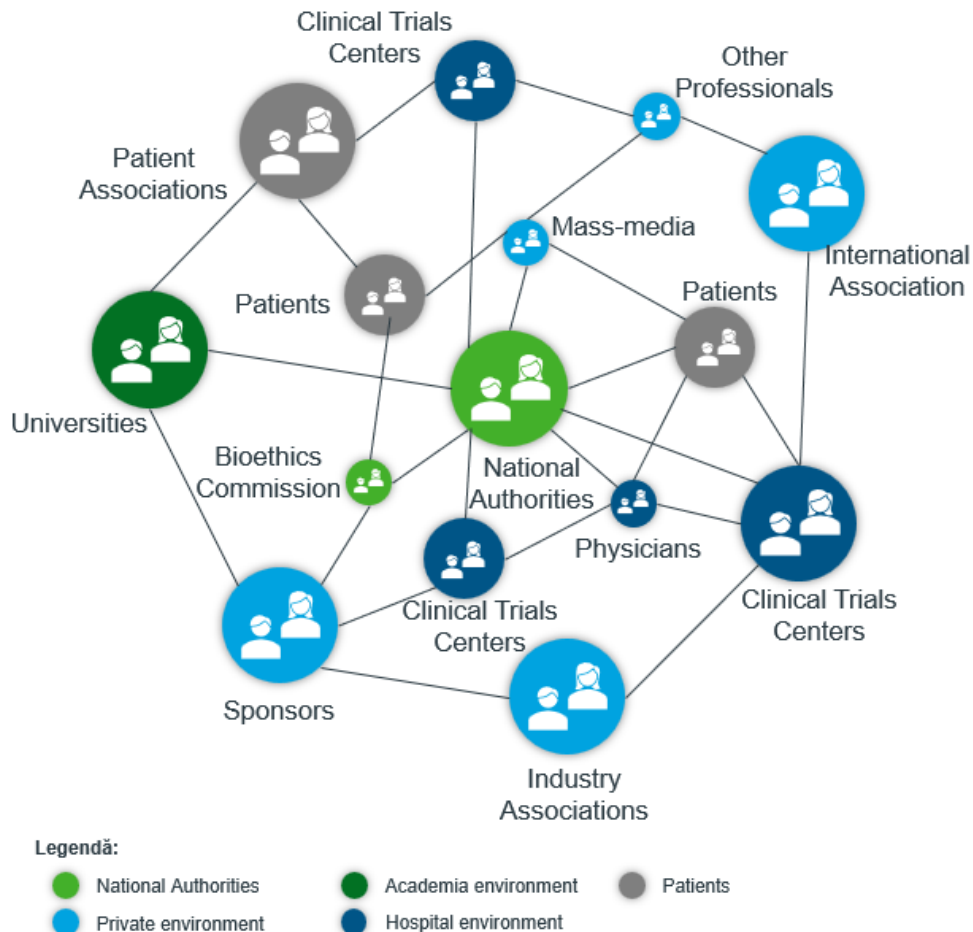 Clinical Trials
Centers
Other
Professionals
Patient
Associations
Mass-media
International
Association
Patients
Patients
Universities
Bioethics
Commission
National
Authorities
Physicians
Clinical Trials
Centers
Clinical Trials
Centers
Sponsors
Industry
Associations
Legendă:
National Authorities
Academia environment
Patients
Private environment
Hospital environment